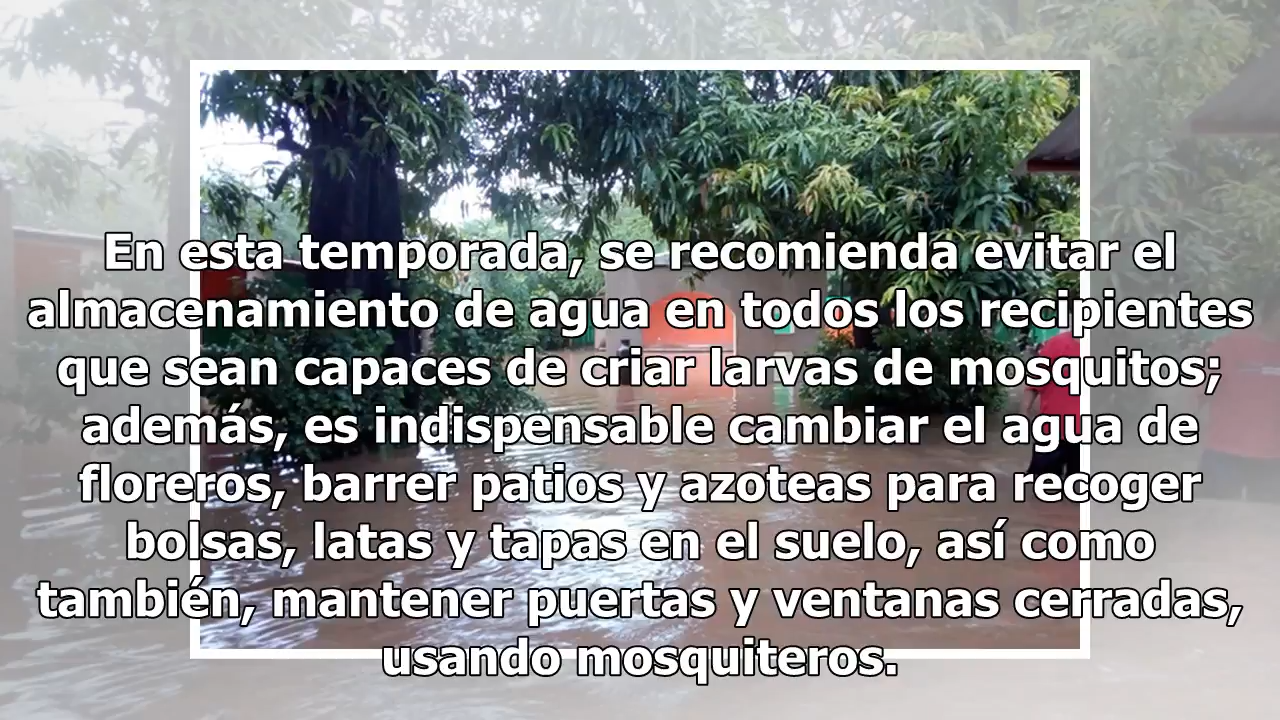 En esta temporada, se recomienda evitar el
almacenamiento de agua en todos los recipientes
que sean capaces de criar larvas de mosquitos;
además, es indispensable cambiar el agua de
floreros, barrer patios y azoteas para recoger
bolsas, latas y tapas en el suelo, así como
también, mantener puertas y ventanas cerradas,
usando mosquiteros.